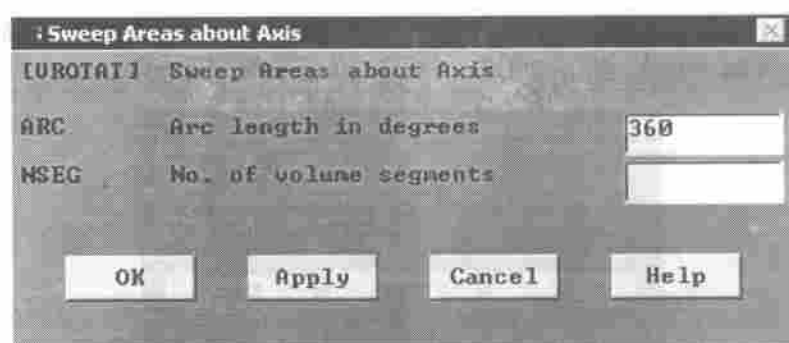 Sweep Areas about Axis
[VROTAT] Sweep Areas about Axis
ARC Arc length in degrees 360
NSEG No. of volume segments
OK Apply Cancel Help